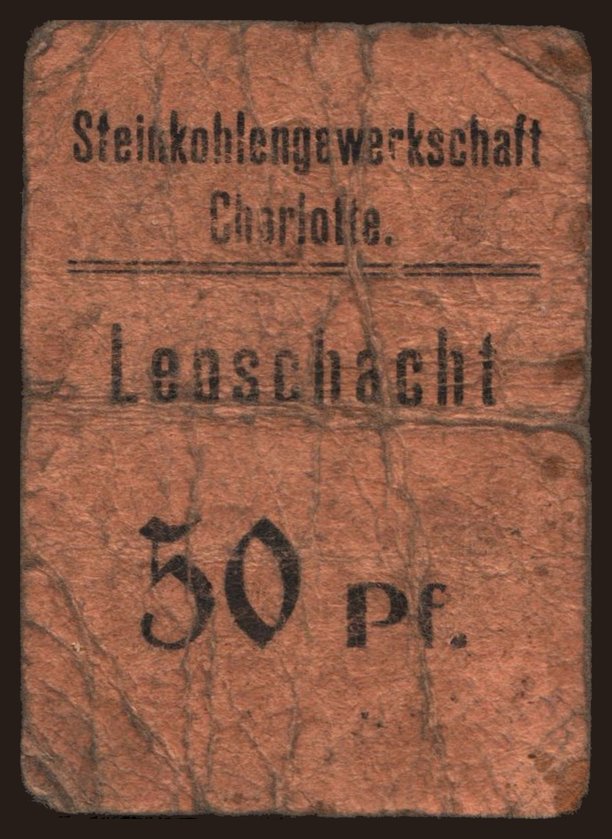 Steinkohlengewerkschaft
Charlotte.
Leoschacht
50 Pf.